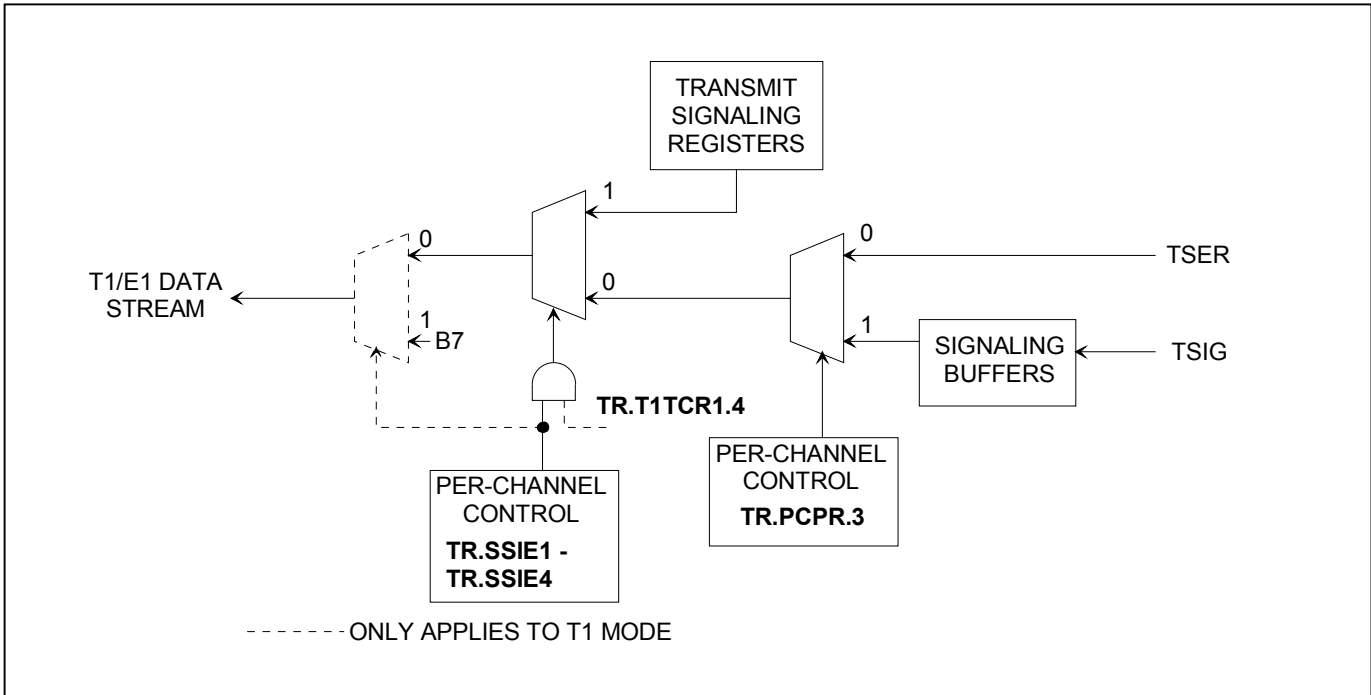 TRANSMIT
SIGNALING
REGISTERS
1
0
0
0
TSER
T1/E1 DATA
STREAM
1
B7
1
SIGNALING
BUFFERS
TSIG
TR.T1TCR1.4
PER-CHANNEL
CONTROL
TR.PCPR.3
PER-CHANNEL
CONTROL
TR.SSIE1 -
TR.SSIE4
ONLY APPLIES TO T1 MODE